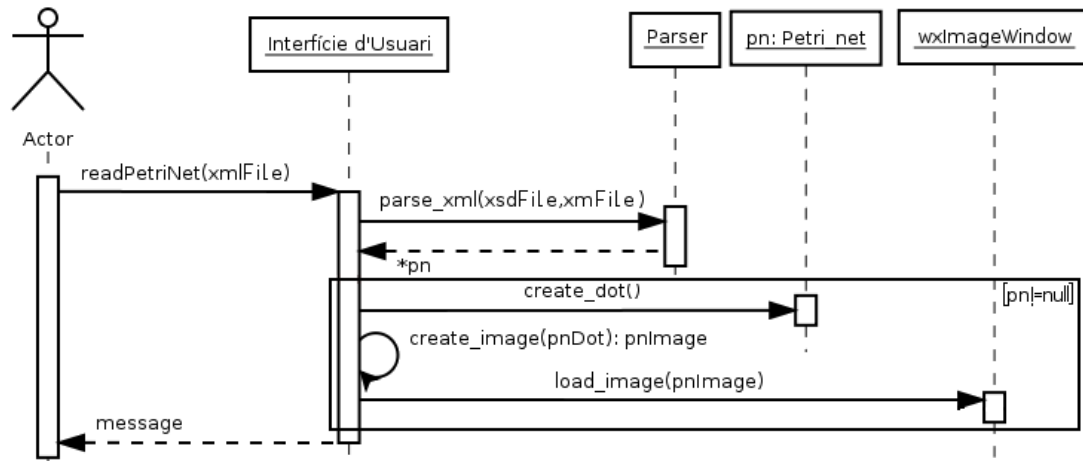 Interfície d'Usuari
Parser
pn: Petri_net
wxImageWindow
Actor
readPetriNet(xmlFile)
parse_xml(xsdFile,xmFile)
*pn
create_dot()
[pn!=null]
create_image(pnDot): pnImage
load_image(pnImage)
message